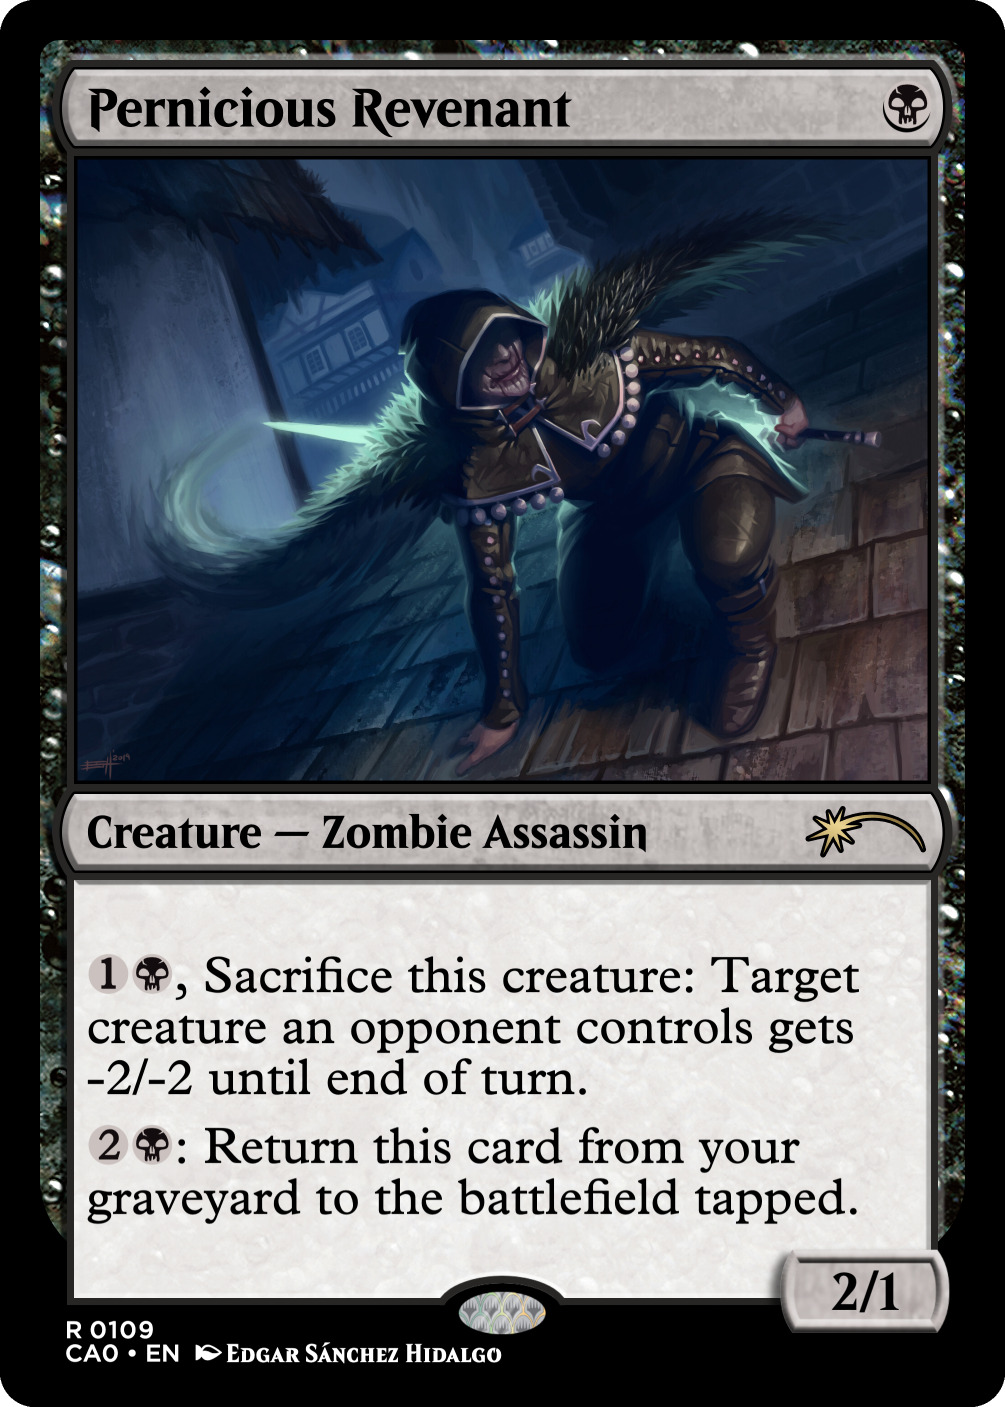 Pernicious Revenant
Creature — Zombie Assassin
1, Sacrifice this creature: Target
creature an opponent controls gets
-2/-2 until end of turn.
2: Return this card from your
graveyard to the battlefield tapped.
2/1
R 0109
CAO • EN Edgar Sánchez Hidalgo